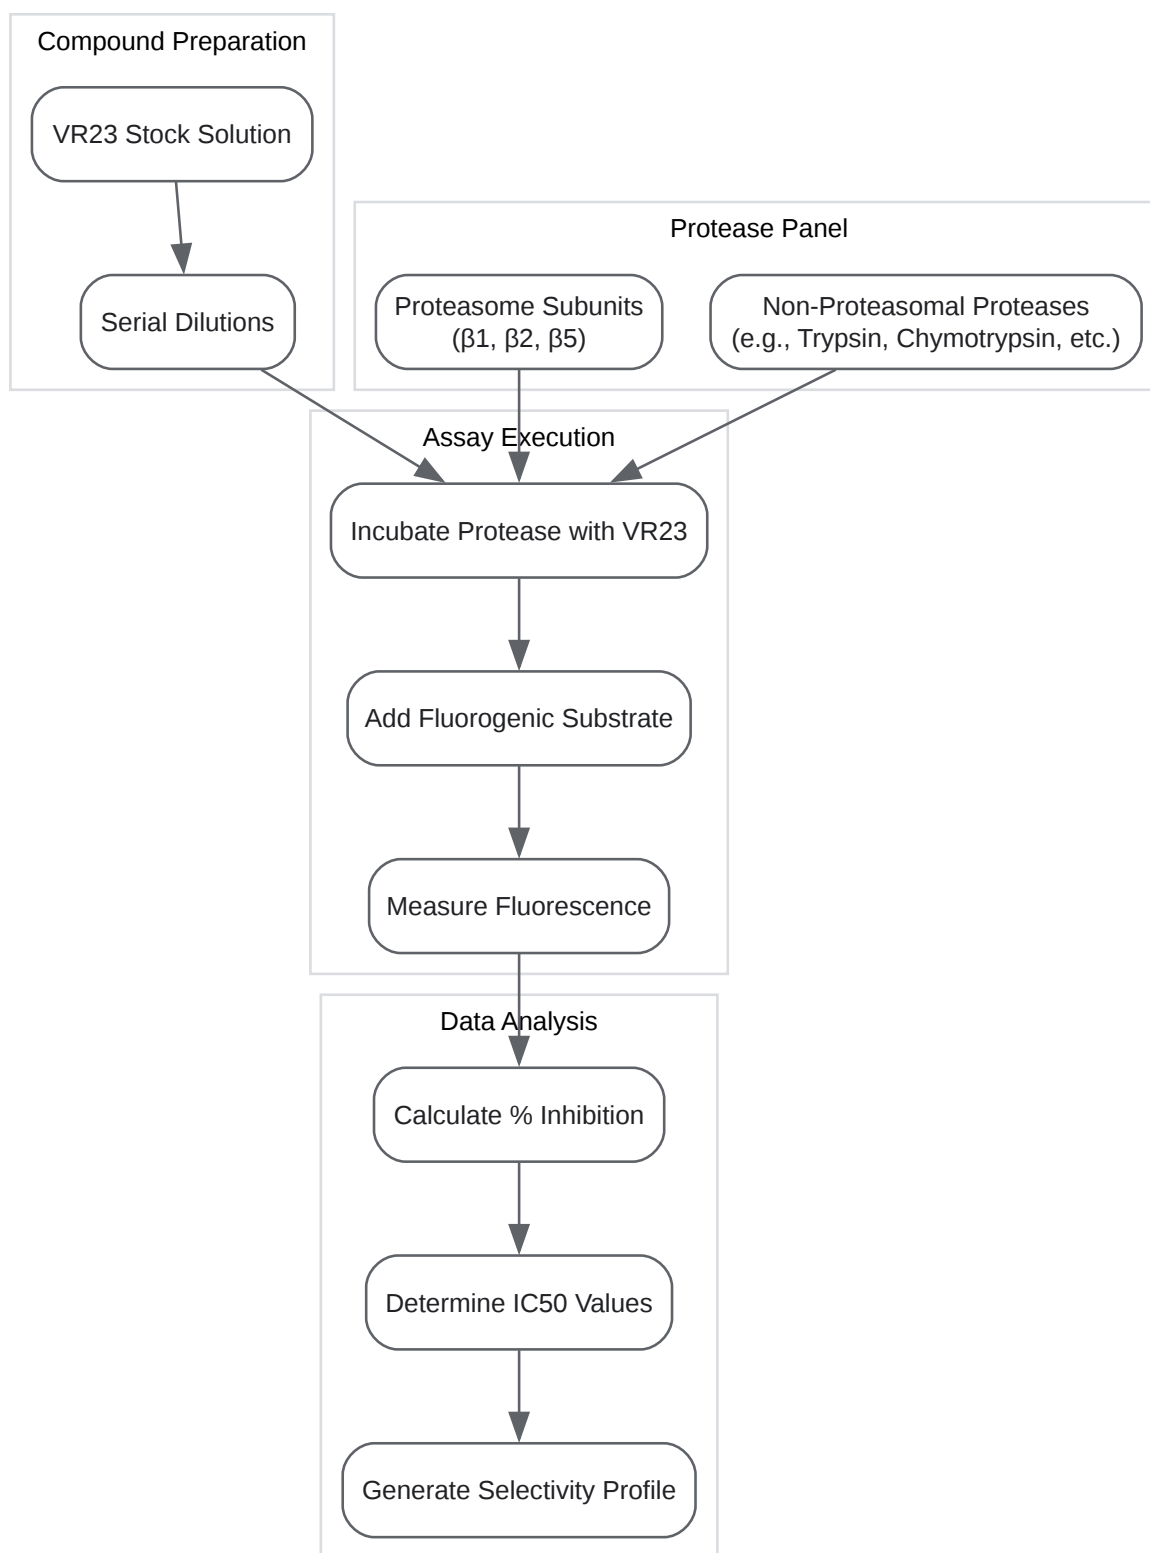 Compound Preparation
VR23 Stock Solution
Serial Dilutions
Protease Panel
Proteasome Subunits
(β1, β2, β5)
Non-Proteasomal Proteases
(e.g., Trypsin, Chymotrypsin, etc.)
Assay Execution
Incubate Protease with VR23
Add Fluorogenic Substrate
Measure Fluorescence
Data Analysis
Calculate % Inhibition
Determine IC50 Values
Generate Selectivity Profile